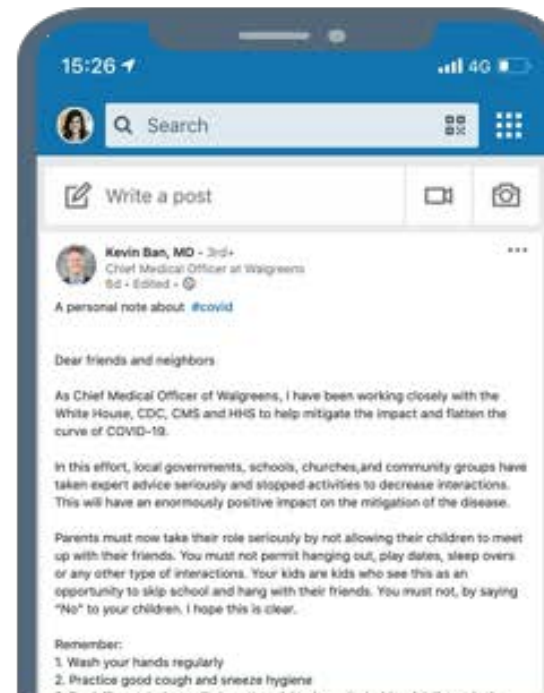 15:26
4G
Search
Write a post
Kevin Ban, MD • 3rd+
Chief Medical Officer at Walgreens
6d • Edited •
A personal note about #covid
Dear friends and neighbors
As Chief Medical Officer of Walgreens, I have been working closely with the
White House, CDC, CMS and HHS to help mitigate the impact and flatten the
curve of COVID-19.
In this effort, local governments, schools, churches,and community groups have
taken expert advice seriously and stopped activities to decrease interactions.
This will have an enormously positive impact on the mitigation of the disease.
Parents must now take their role seriously by not allowing their children to meet
up with their friends. You must not permit hanging out, play dates, sleep overs
or any other type of interactions. Your kids are kids who see this as an
opportunity to skip school and hang with their friends. You must not, by saying
"No" to your children. I hope this is clear.
Remember:
1. Wash your hands regularly
2. Practice good cough and sneeze hygiene